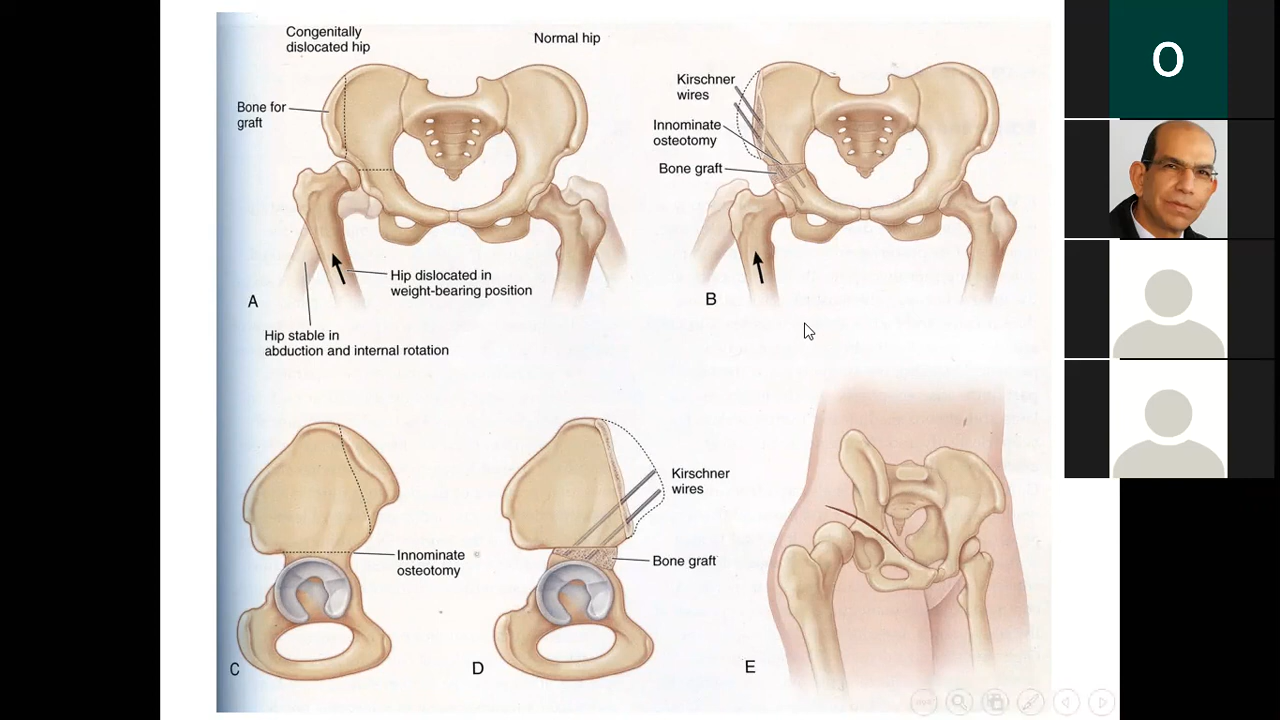 Congenitally
dislocated hip
Normal hip
Bone for
graft
Hip dislocated in
weight-bearing position
A
Hip stable in
abduction and internal rotation
Kirschner
wires
Innominate
osteotomy
Bone graft
B
O
Innominate
osteotomy
C
Kirschner
wires
Bone graft
D
E